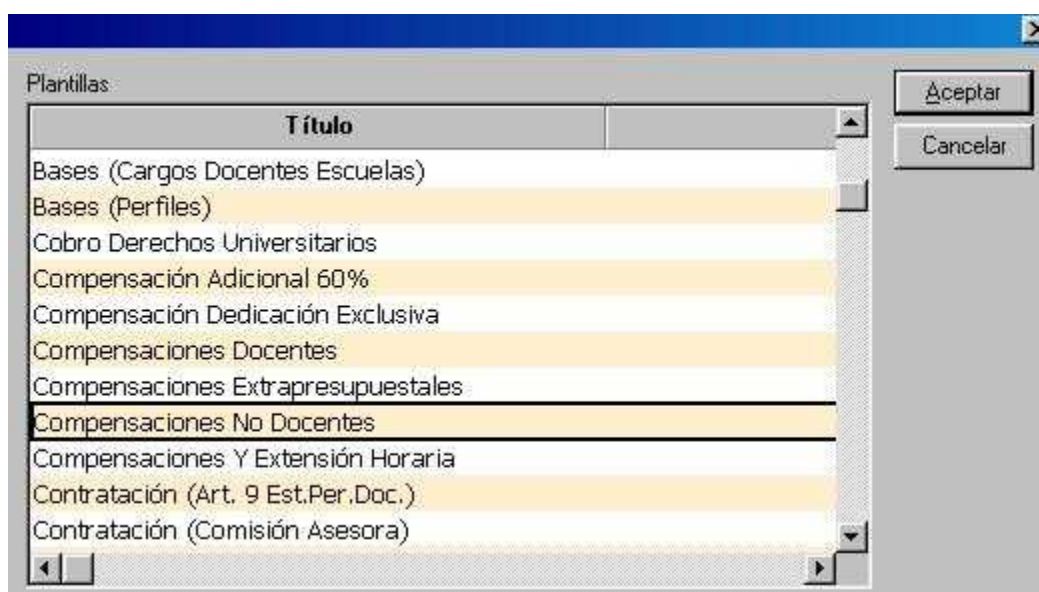 Plantillas
Aceptar
Título
Cancelar
Bases (Cargos Docentes Escuelas)
Bases (Perfiles)
Cobro Derechos Universitarios
Compensación Adicional 60%
Compensación Dedicación Exclusiva
Compensaciones Docentes
Compensaciones Extrapresupuestales
Compensaciones No Docentes
Compensaciones Y Extensión Horaria
Contratación (Art. 9 Est.Per.Doc.)
Contratación (Comisión Asesora)